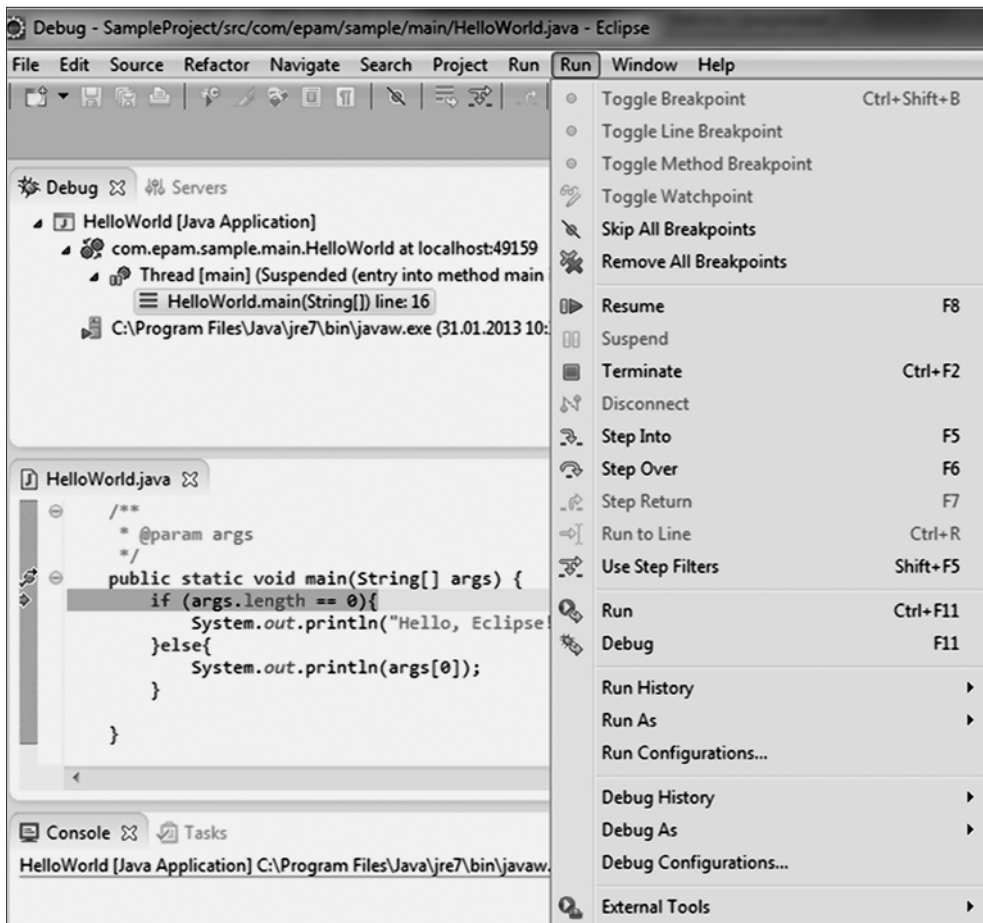 Debug - SampleProject/src/com/epam/sample/main/HelloWorld.java - Eclipse
File Edit Source Refactor Navigate Search Project Run Run Window Help
Debug Servers
HelloWorld [Java Application]
com.epam.sample.main.HelloWorld at localhost:49159
Thread [main] (Suspended (entry into method main
HelloWorld.main(String[]) line: 16
C:\Program Files\Java\jre7\bin\javaw.exe (31.01.2013 10:
HelloWorld.java
/**
* @param args
*/
public static void main(String[] args) {
if (args.length == 0){
System.out.println("Hello, Eclipse!
}else{
System.out.println(args[0]);
}
}
Console Tasks
HelloWorld [Java Application] C:\Program Files\Java\jre7\bin\javaw.
Toggle Breakpoint Ctrl+Shift+B
Toggle Line Breakpoint
Toggle Method Breakpoint
Toggle Watchpoint
Skip All Breakpoints
Remove All Breakpoints
Resume F8
Suspend
Terminate Ctrl+F2
Disconnect
Step Into F5
Step Over F6
Step Return F7
Run to Line Ctrl+R
Use Step Filters Shift+F5
Run Ctrl+F11
Debug F11
Run History
Run As
Run Configurations...
Debug History
Debug As
Debug Configurations...
External Tools